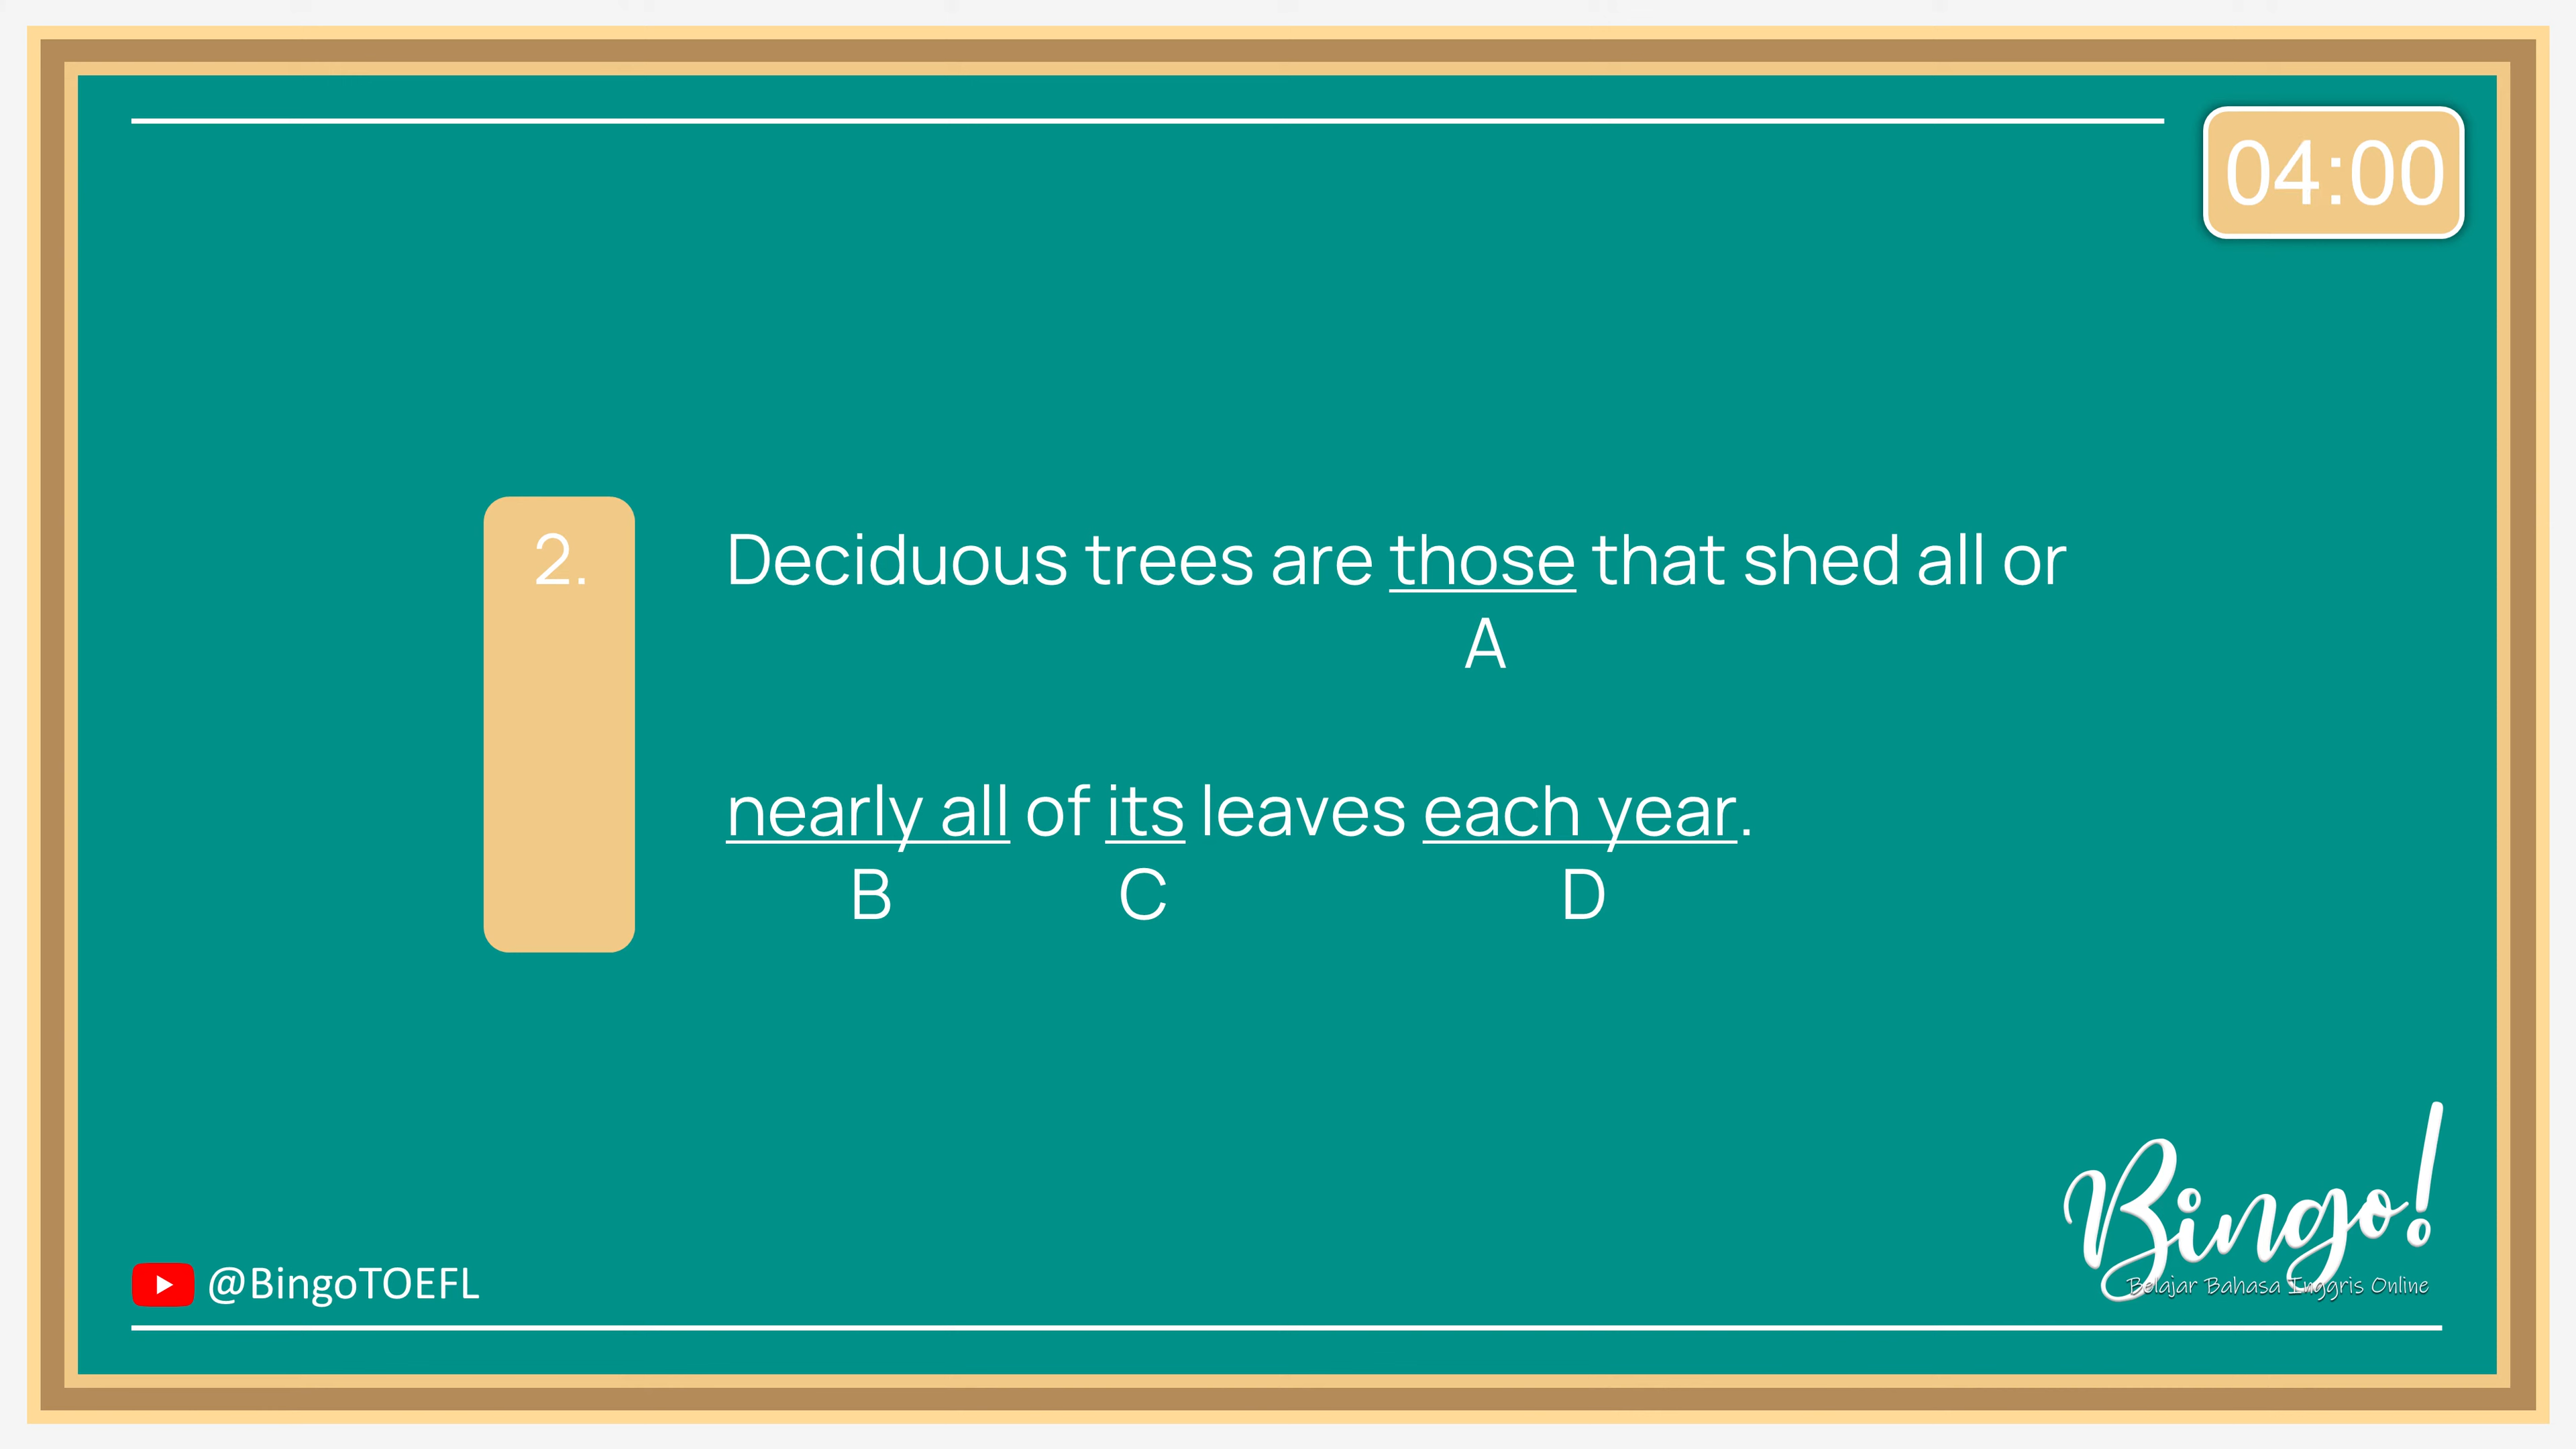 04:00
2. Deciduous trees are those that shed all or
A
nearly all of its leaves each year.
B C D
Bingo!
Belajar Bahasa Inggris Online
@BingoTOEFL